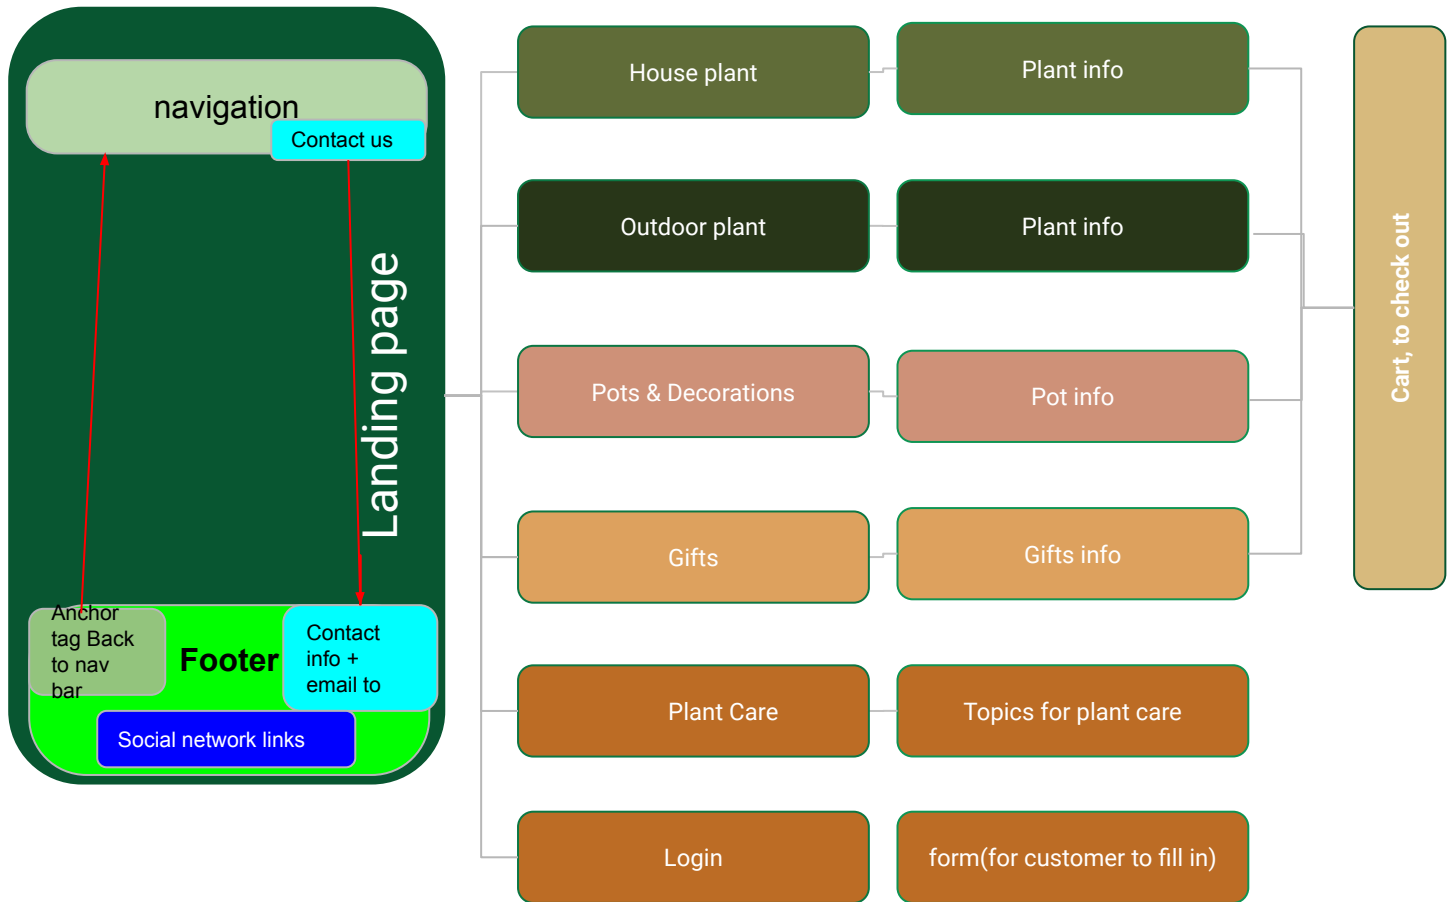 navigation
Contact us
Landing page
Anchor
tag Back
to nav
bar
Footer
Contact
info +
email to
Social network links
House plant
Plant info
Outdoor plant
Plant info
Pots & Decorations
Pot info
Gifts
Gifts info
Plant Care
Topics for plant care
Login
form(for customer to fill in)
Cart, to check out